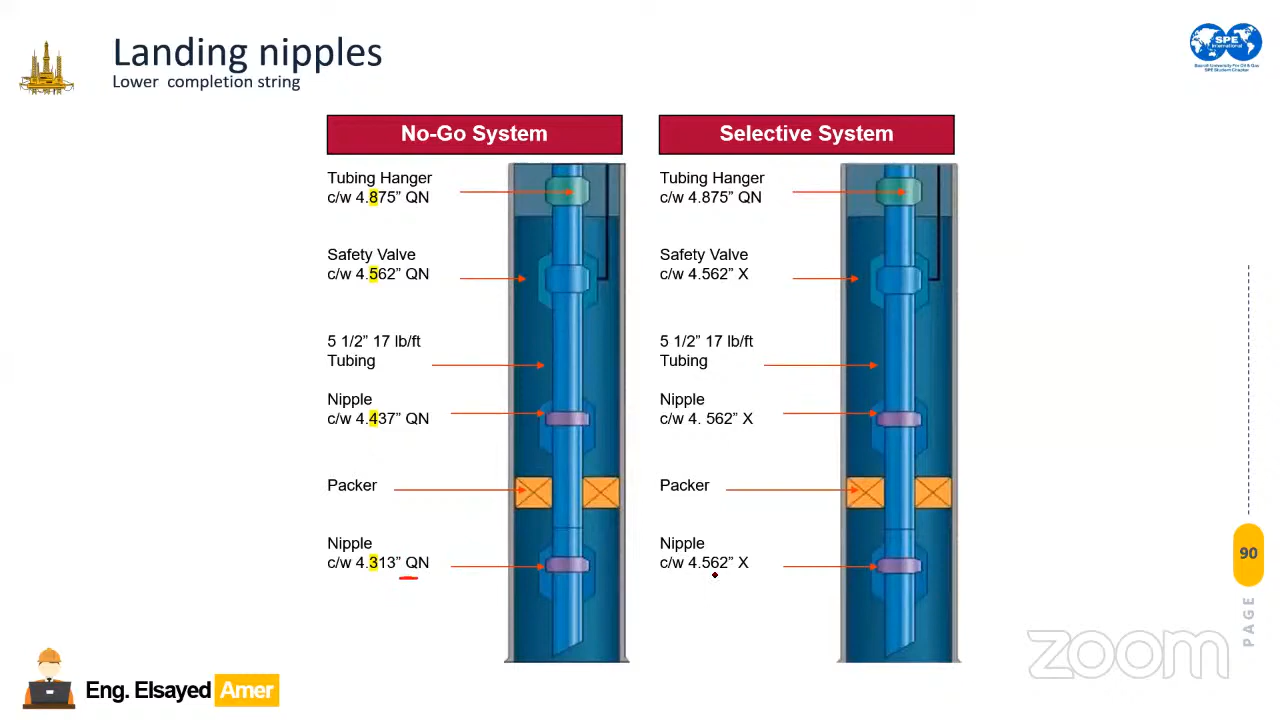 Landing nipples
Lower completion string
SPE
International
No-Go System
Tubing Hanger
c/w 4.875” QN
Safety Valve
c/w 4.562” QN
5 1/2” 17 lb/ft
Tubing
Nipple
c/w 4.437” QN
Packer
Nipple
c/w 4.313” QN
Selective System
Tubing Hanger
c/w 4.875” QN
Safety Valve
c/w 4.562” X
5 1/2” 17 lb/ft
Tubing
Nipple
c/w 4. 562” X
Packer
Nipple
c/w 4.562” X
90
PAGE
zoom
Eng. Elsayed Amer